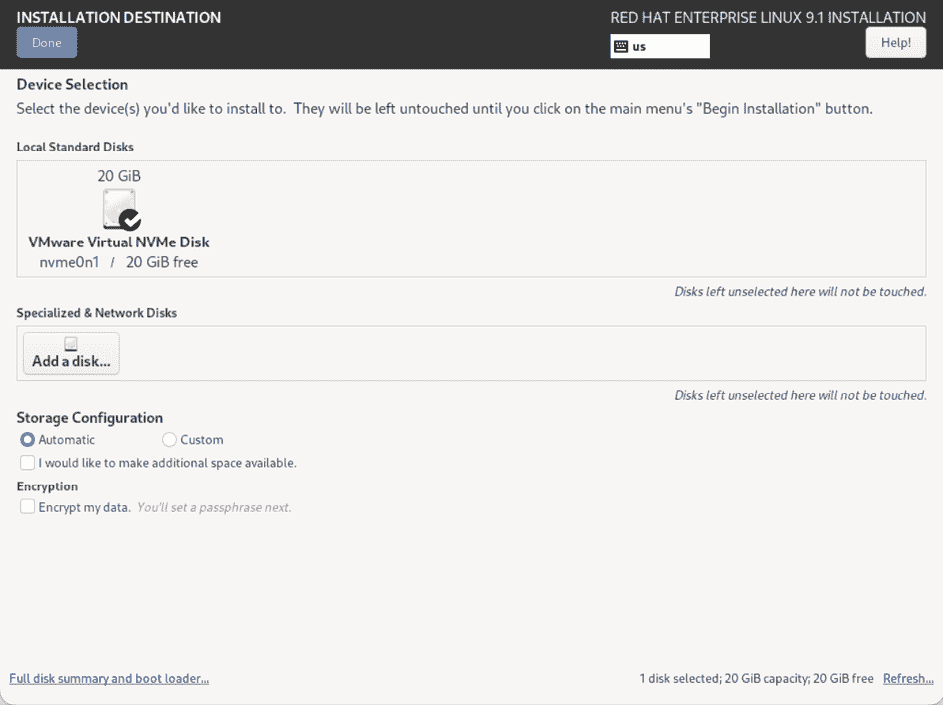 INSTALLATION DESTINATION
RED HAT ENTERPRISE LINUX 9.1 INSTALLATION
Done
us
Help!
Device Selection
Select the device(s) you'd like to install to. They will be left untouched until you click on the main menu's "Begin Installation" button.
Local Standard Disks
20 GiB
VMware Virtual NVMe Disk
nvme0n1 / 20 GiB free
Disks left unselected here will not be touched.
Specialized & Network Disks
Add a disk...
Disks left unselected here will not be touched.
Storage Configuration
Automatic Custom
I would like to make additional space available.
Encryption
Encrypt my data. You'll set a passphrase next.
Full disk summary and boot loader... 1 disk selected; 20 GiB capacity; 20 GiB free Refresh...